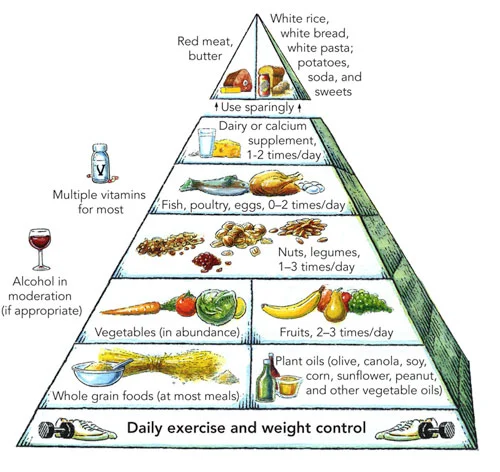 Red meat,
butter
White rice,
white bread,
white pasta;
potatoes,
soda, and
sweets
Use sparingly
Dairy or calcium
supplement,
1-2 times/day
V
Multiple vitamins
for most
Fish, poultry, eggs, 0–2 times/day
Nuts, legumes,
1–3 times/day
Alcohol in
moderation
(if appropriate)
Vegetables (in abundance)
Fruits, 2–3 times/day
Whole grain foods (at most meals)
Plant oils (olive, canola, soy,
corn, sunflower, peanut,
and other vegetable oils)
Daily exercise and weight control